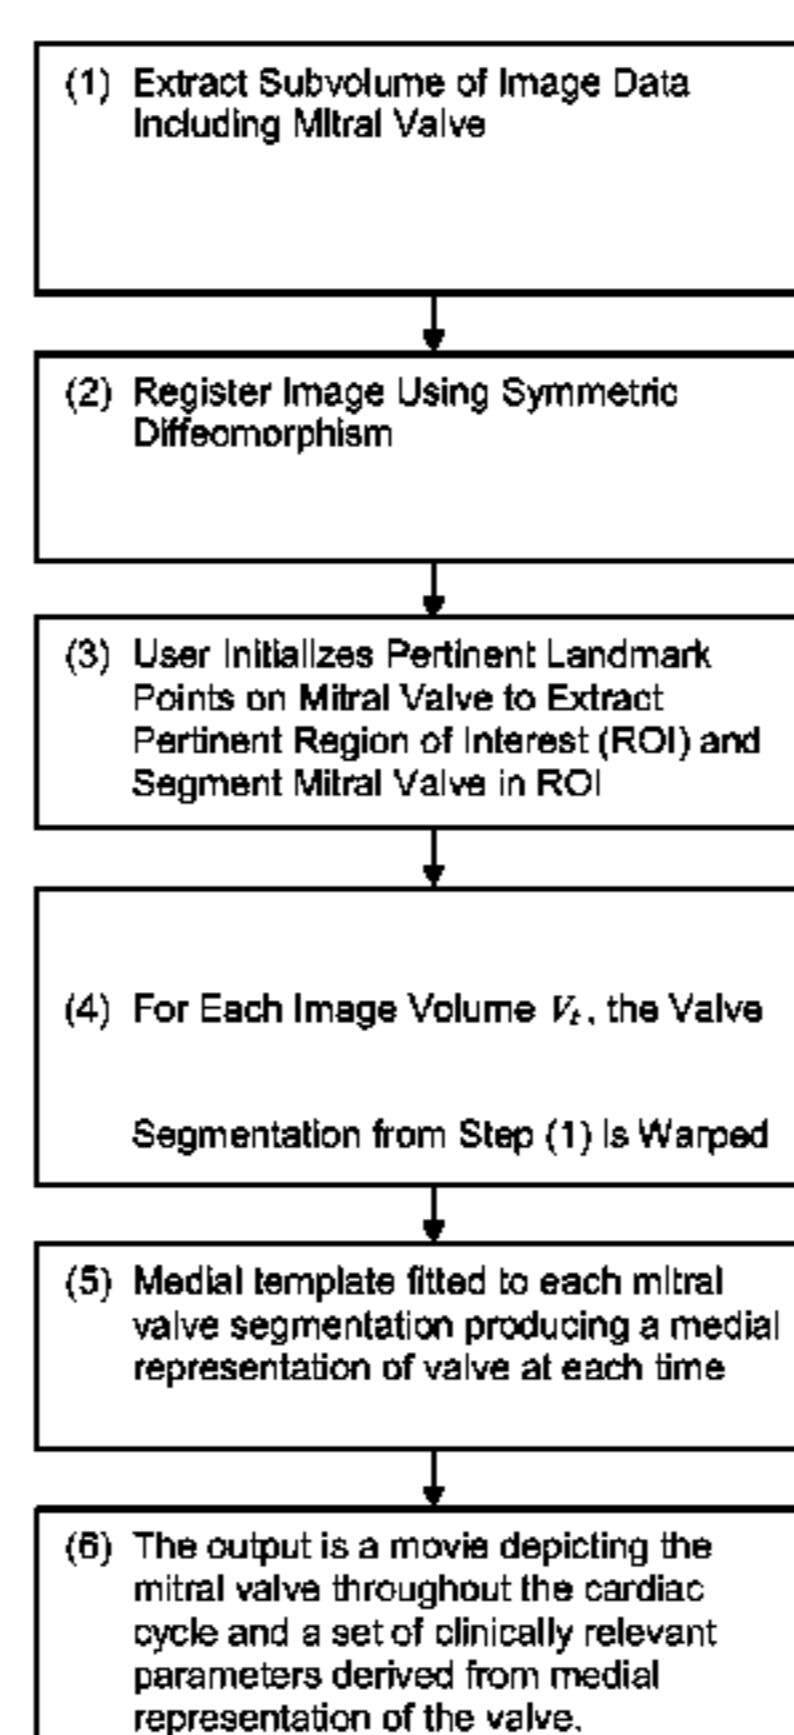 (1) Extract Subvolume of Image Data
Including Mitral Valve
(2) Register Image Using Symmetric
Diffeomorphism
(3) User Initializes Pertinent Landmark
Points on Mitral Valve to Extract
Pertinent Region of Interest (ROI) and
Segment Mitral Valve in ROI
(4) For Each Image Volume V_t, the Valve
Segmentation from Step (1) Is Warped
(5) Medial template fitted to each mitral
valve segmentation producing a medial
representation of valve at each time
(6) The output is a movie depicting the
mitral valve throughout the cardiac
cycle and a set of clinically relevant
parameters derived from medial
representation of the valve.